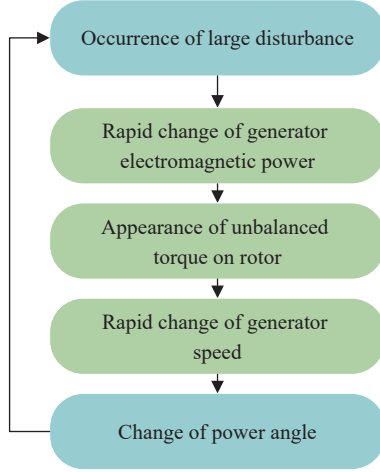 Occurrence of large disturbance
Rapid change of generator
electromagnetic power
Appearance of unbalanced
torque on rotor
Rapid change of generator
speed
Change of power angle